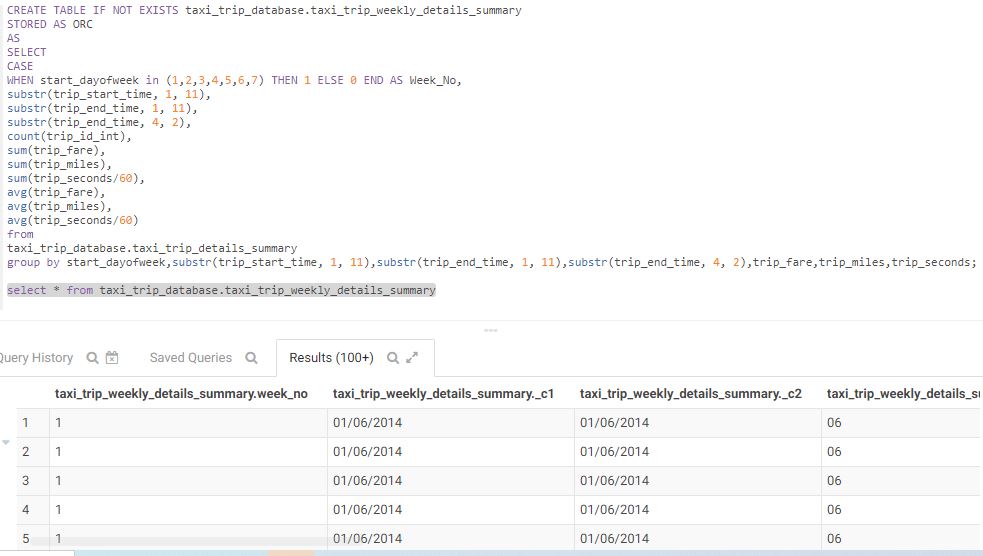 CREATE TABLE IF NOT EXISTS taxi_trip_database.taxi_trip_weekly_details_summary
STORED AS ORC
AS
SELECT
CASE
WHEN start_dayofweek in (1,2,3,4,5,6,7) THEN 1 ELSE 0 END AS Week_No,
substr(trip_start_time, 1, 11),
substr(trip_end_time, 1, 11),
substr(trip_end_time, 4, 2),
count(trip_id_int),
sum(trip_fare),
sum(trip_miles),
sum(trip_seconds/60),
avg(trip_fare),
avg(trip_miles),
avg(trip_seconds/60)
from
taxi_trip_database.taxi_trip_details_summary
group by start_dayofweek,substr(trip_start_time, 1, 11),substr(trip_end_time, 1, 11),substr(trip_end_time, 4, 2),trip_fare,trip_miles,trip_seconds;
select * from taxi_trip_database.taxi_trip_weekly_details_summary
Query History Saved Queries Results (100+)
taxi_trip_weekly_details_summary.week_no taxi_trip_weekly_details_summary._c1 taxi_trip_weekly_details_summary._c2 taxi_trip_weekly_details_s
1 1 01/06/2014 01/06/2014 06
2 1 01/06/2014 01/06/2014 06
3 1 01/06/2014 01/06/2014 06
4 1 01/06/2014 01/06/2014 06
5 1 01/06/2014 01/06/2014 06